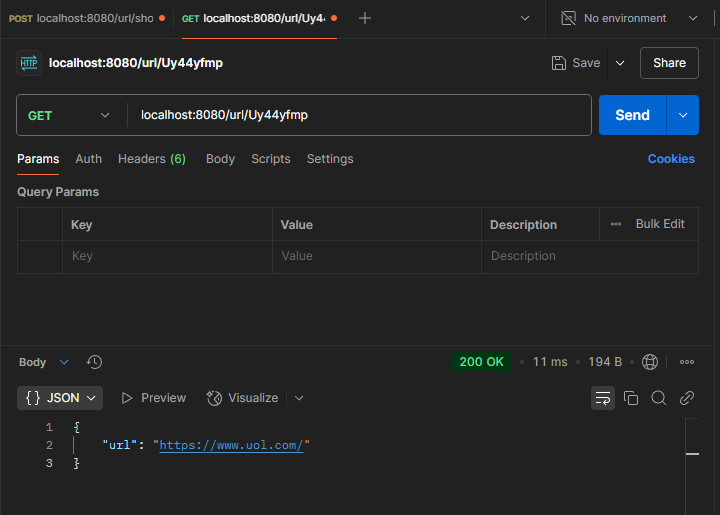 POST localhost:8080/url/sho GET localhost:8080/url/Uy44 No environment
HTTP localhost:8080/url/Uy44yfmp Save Share
GET localhost:8080/url/Uy44yfmp Send
Params Auth Headers (6) Body Scripts Settings Cookies
Query Params
Key Value Description Bulk Edit
Key Value Description
Body 200 OK 11 ms 194 B
{} JSON Preview Visualize
1 {
2 "url": "https://www.uol.com/"
3 }